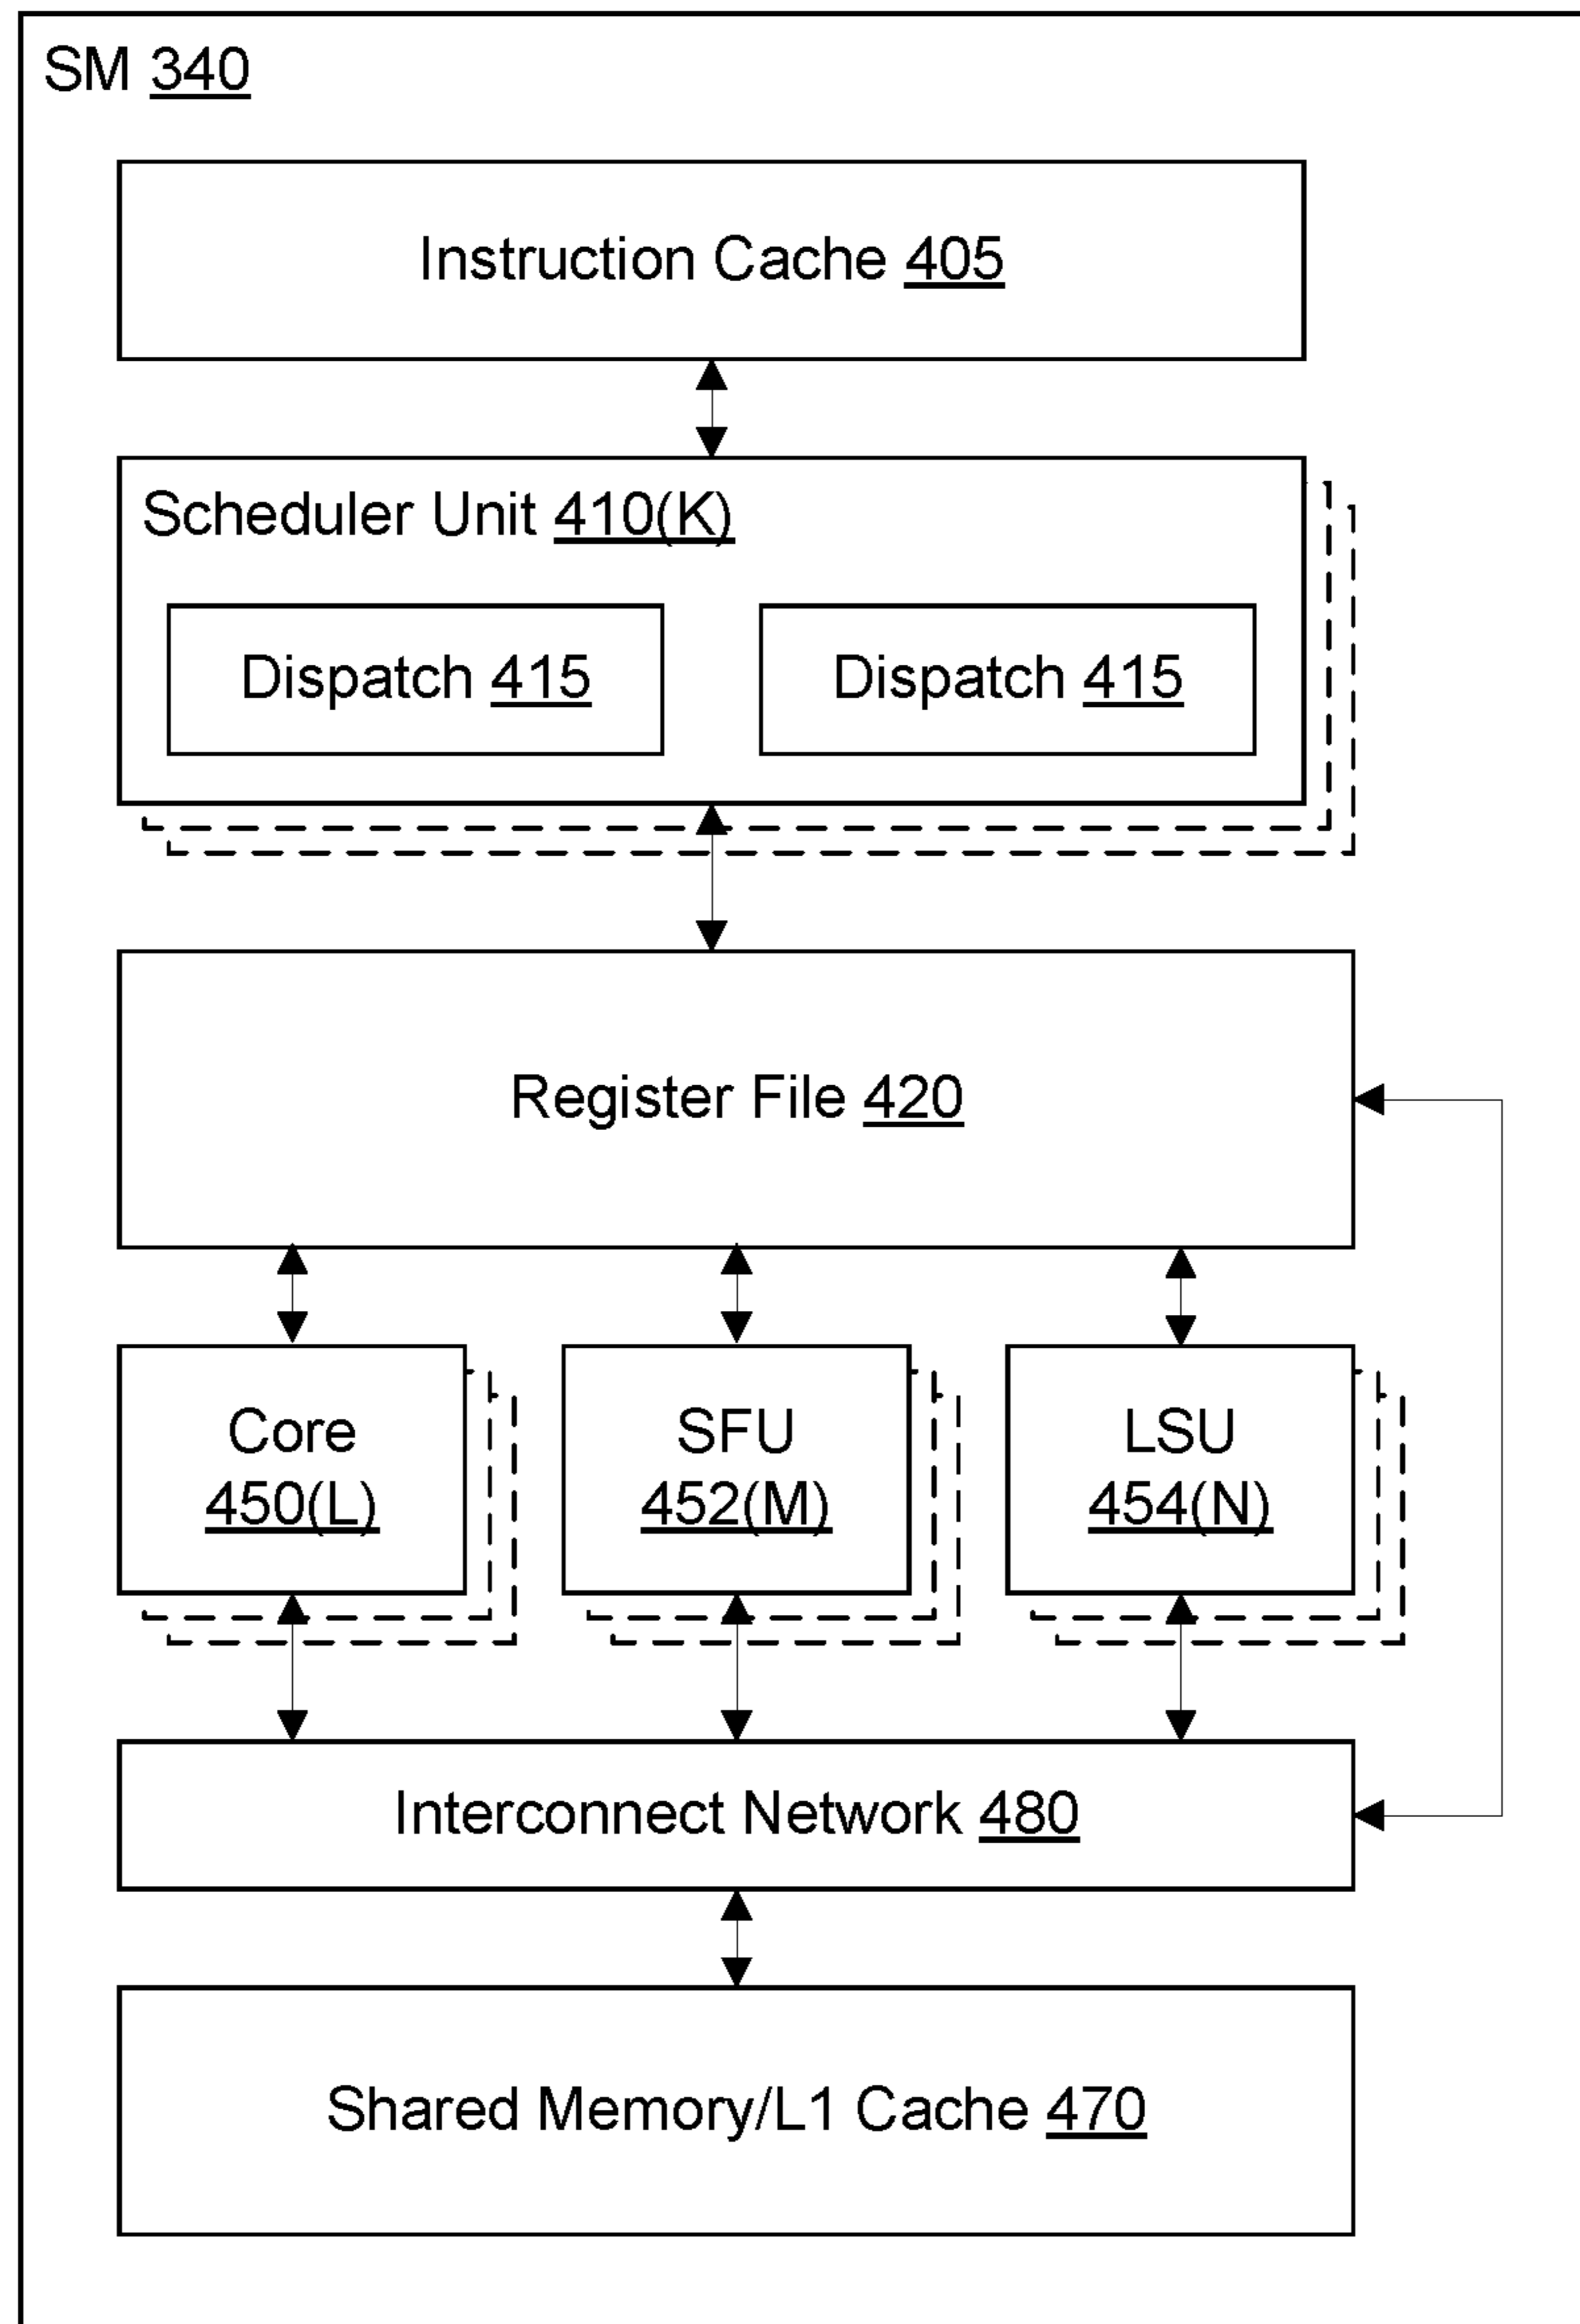 SM 340
Instruction Cache 405
Scheduler Unit 410(K)
Dispatch 415
Dispatch 415
Register File 420
Core
450(L)
SFU
452(M)
LSU
454(N)
Interconnect Network 480
Shared Memory/L1 Cache 470